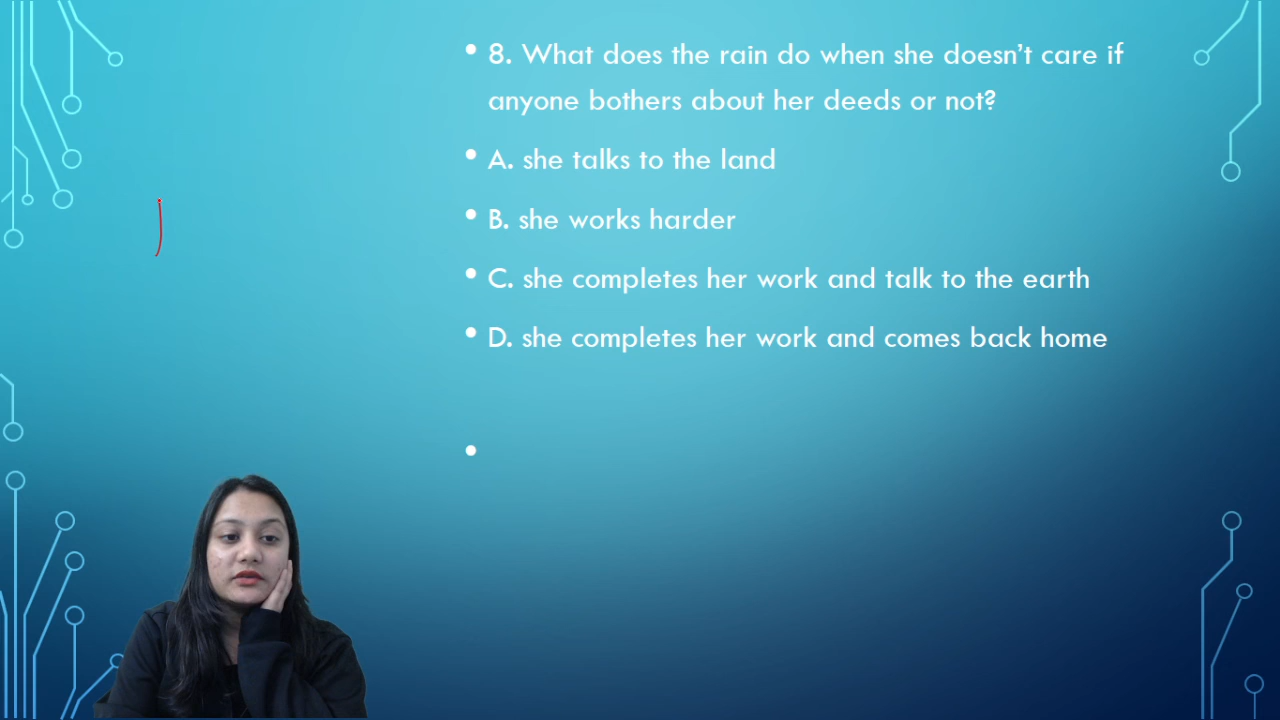 • 8. What does the rain do when she doesn’t care if
anyone bothers about her deeds or not?
• A. she talks to the land
• B. she works harder
• C. she completes her work and talk to the earth
• D. she completes her work and comes back home
•